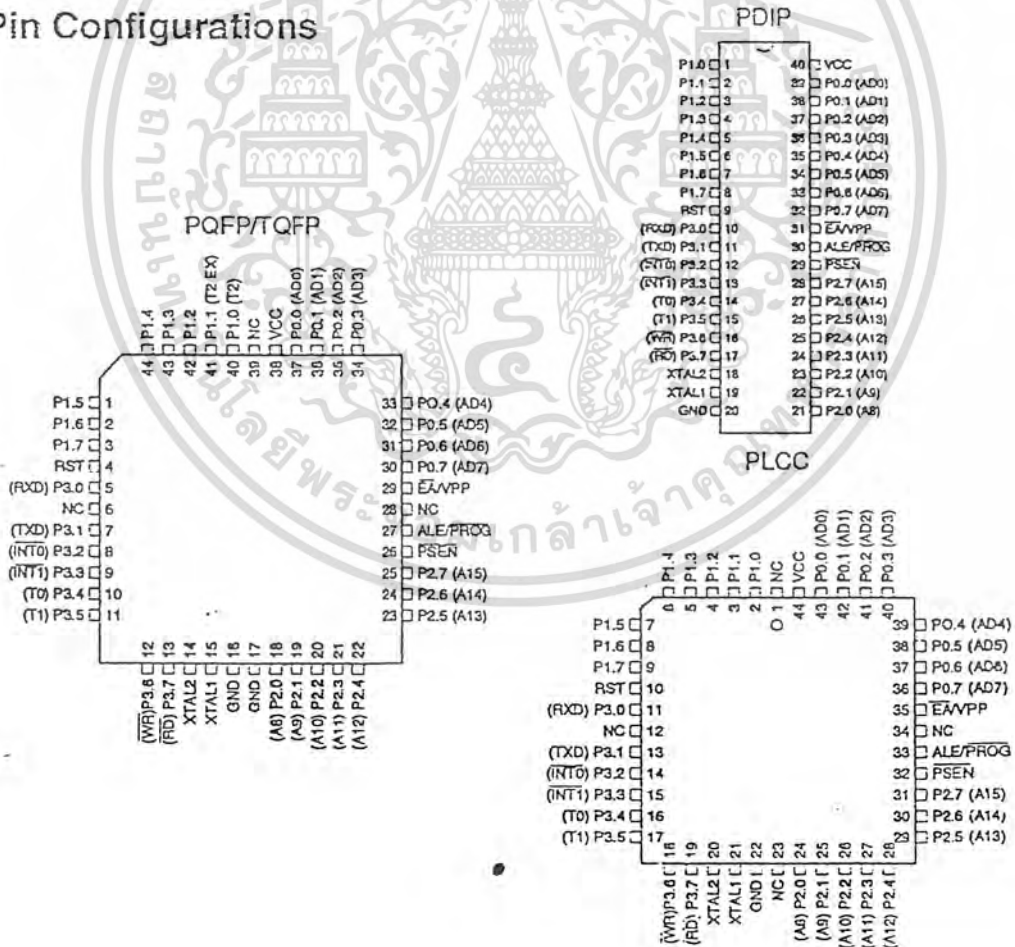 Pin Configurations
PDIP
P1.0 1
P1.1 2
P1.2 3
P1.3 4
P1.4 5
P1.5 6
P1.6 7
P1.7 8
RST 9
(RXD) P3.0 10
(TXD) P3.1 11
(INT0) P3.2 12
(INT1) P3.3 13
(T0) P3.4 14
(T1) P3.5 15
(WR) P3.6 16
(RD) P3.7 17
XTAL2 18
XTAL1 19
GND 20
40 VCC
39 P0.0 (AD0)
38 P0.1 (AD1)
37 P0.2 (AD2)
36 P0.3 (AD3)
35 P0.4 (AD4)
34 P0.5 (AD5)
33 P0.6 (AD6)
32 P0.7 (AD7)
31 EA/VPP
30 ALE/PROG
29 PSEN
28 P2.7 (A15)
27 P2.6 (A14)
26 P2.5 (A13)
25 P2.4 (A12)
24 P2.3 (A11)
23 P2.2 (A10)
22 P2.1 (A9)
21 P2.0 (A8)
PQFP/TQFP
44 P1.4
43 P1.3
42 P1.2
41 P1.1 (T2 EX)
40 P1.0 (T2)
39 NC
38 VCC
37 P0.0 (AD0)
36 P0.1 (AD1)
35 P0.2 (AD2)
34 P0.3 (AD3)
P1.5 1
P1.6 2
P1.7 3
RST 4
(RXD) P3.0 5
NC 6
(TXD) P3.1 7
(INT0) P3.2 8
(INT1) P3.3 9
(T0) P3.4 10
(T1) P3.5 11
33 P0.4 (AD4)
32 P0.5 (AD5)
31 P0.6 (AD6)
30 P0.7 (AD7)
29 EA/VPP
28 NC
27 ALE/PROG
26 PSEN
25 P2.7 (A15)
24 P2.6 (A14)
23 P2.5 (A13)
(WR) P3.6 12
(RD) P3.7 13
XTAL2 14
XTAL1 15
GND 16
GND 17
(A8) P2.0 18
(A9) P2.1 19
(A10) P2.2 20
(A11) P2.3 21
(A12) P2.4 22
PLCC
6 P1.4
5 P1.3
4 P1.2
3 P1.1
2 P1.0
1 NC
44 VCC
43 P0.0 (AD0)
42 P0.1 (AD1)
41 P0.2 (AD2)
40 P0.3 (AD3)
P1.5 7
P1.6 8
P1.7 9
RST 10
(RXD) P3.0 11
NC 12
(TXD) P3.1 13
(INT0) P3.2 14
(INT1) P3.3 15
(T0) P3.4 16
(T1) P3.5 17
39 P0.4 (AD4)
38 P0.5 (AD5)
37 P0.6 (AD6)
36 P0.7 (AD7)
35 EA/VPP
34 NC
33 ALE/PROG
32 PSEN
31 P2.7 (A15)
30 P2.6 (A14)
29 P2.5 (A13)
(WR) P3.6 18
(RD) P3.7 19
XTAL2 20
XTAL1 21
GND 22
NC 23
(A8) P2.0 24
(A9) P2.1 25
(A10) P2.2 26
(A11) P2.3 27
(A12) P2.4 28